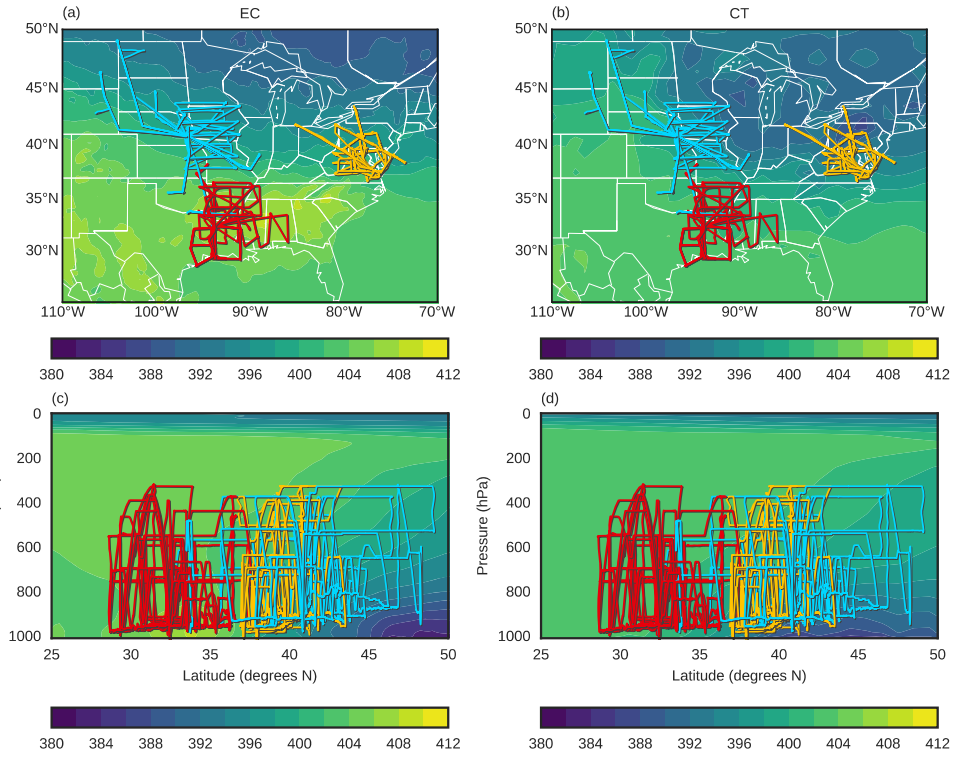 (a) EC (b) CT
50°N 50°N
45°N 45°N
40°N 40°N
35°N 35°N
30°N 30°N
110°W 100°W 90°W 80°W 70°W 110°W 100°W 90°W 80°W 70°W
380 384 388 392 396 400 404 408 412 380 384 388 392 396 400 404 408 412
(c) (d)
0 0
200 200
400 400
600 600
800 800
1000 1000
Pressure (hPa)
25 30 35 40 45 50 25 30 35 40 45 50
Latitude (degrees N) Latitude (degrees N)
380 384 388 392 396 400 404 408 412 380 384 388 392 396 400 404 408 412